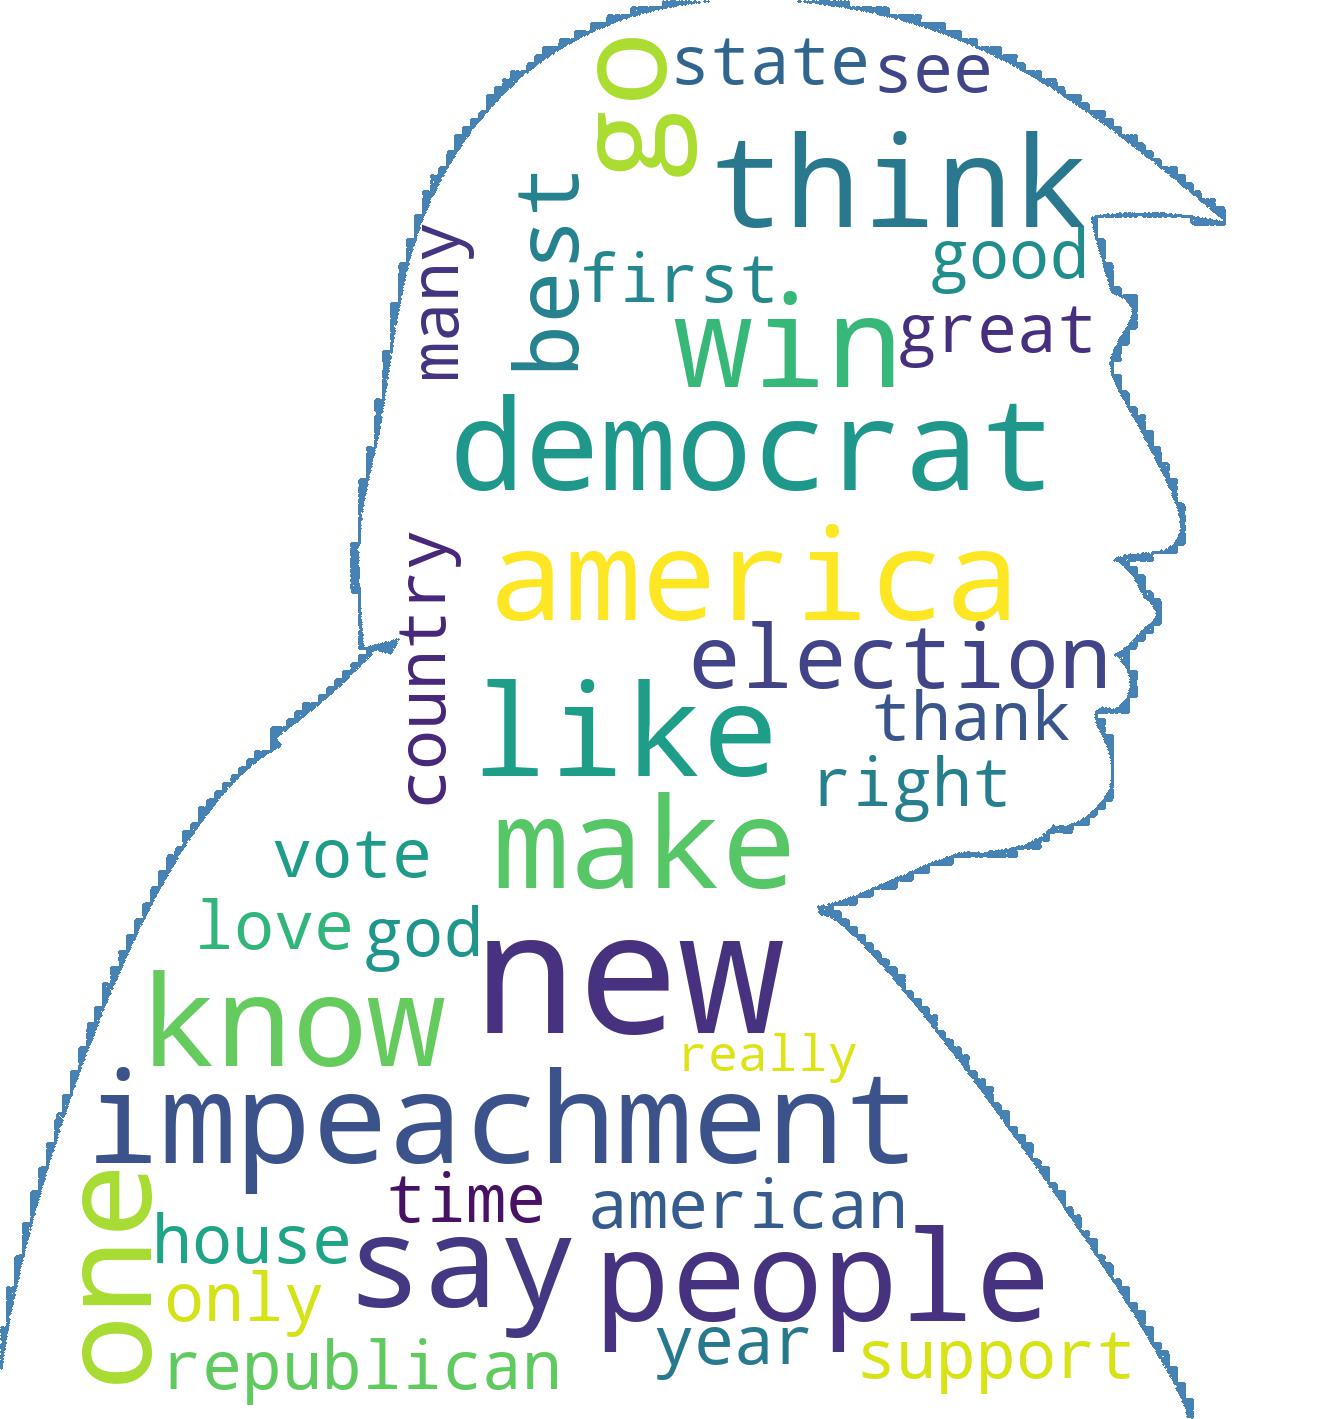 go
state
see
think
best
many
first
good
win
great
democrat
america
country
election
like
thank
right
make
vote
love
god
new
know
really
impeachment
one
time
american
house
say
people
only
year
support
republican